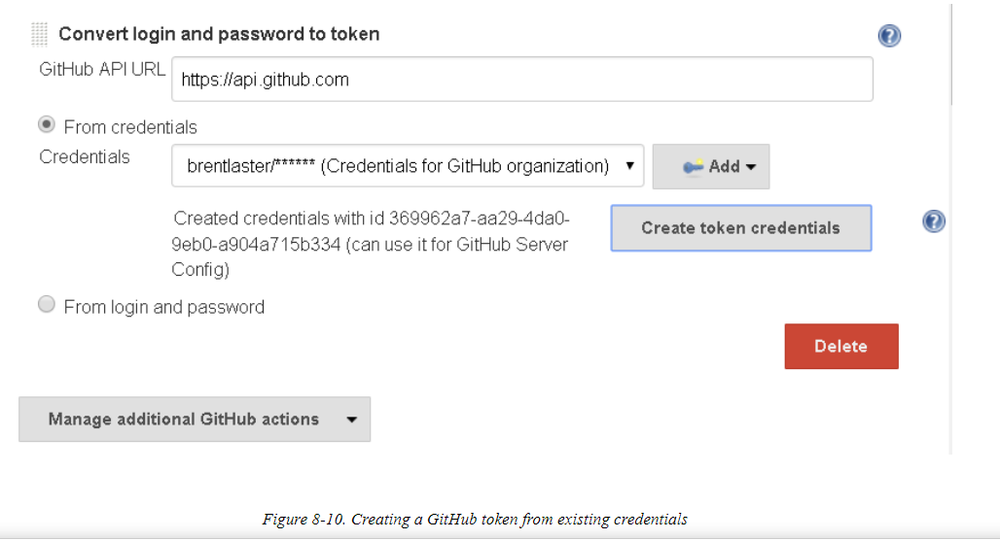 Convert login and password to token
GitHub API URL
https://api.github.com
From credentials
Credentials
brentlaster/****** (Credentials for GitHub organization)
Add
Created credentials with id 369962a7-aa29-4da0-
9eb0-a904a715b334 (can use it for GitHub Server
Config)
Create token credentials
From login and password
Delete
Manage additional GitHub actions
Figure 8-10. Creating a GitHub token from existing credentials